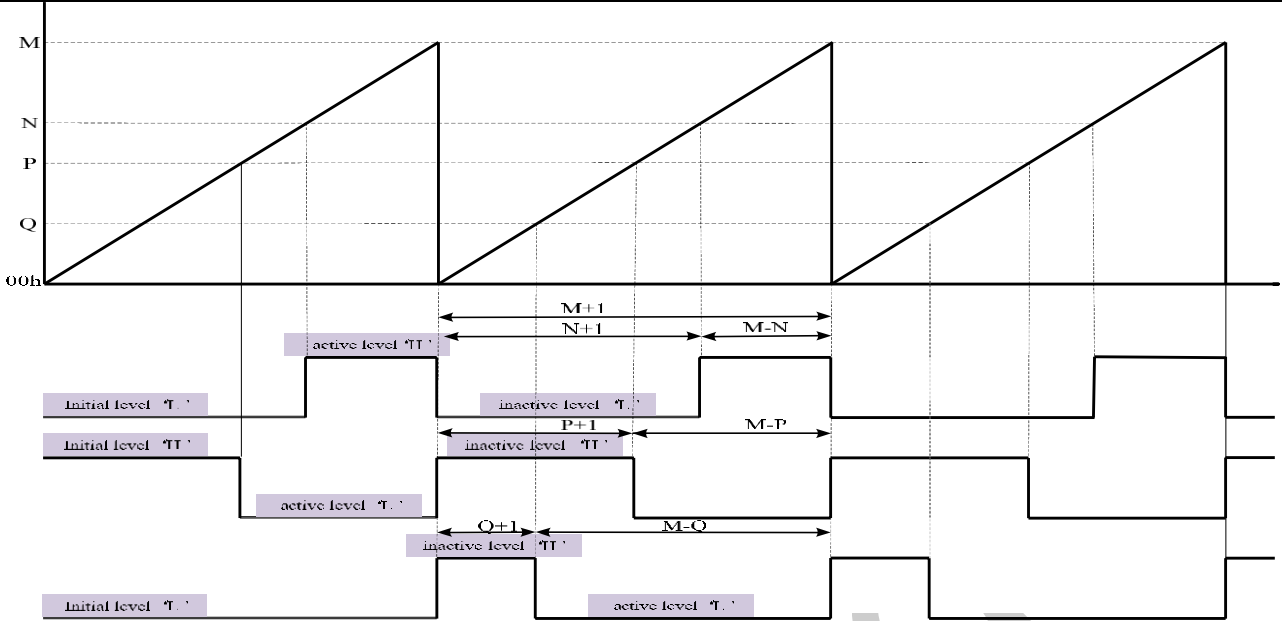 M
N
P
Q
00h
M+1
N+1 M-N
active level "H"
Initial level "L" inactive level "L"
P+1 M-P
Initial level "H" inactive level "H"
active level "L"
Q+1 M-Q
inactive level "H"
Initial level "L" active level "L"